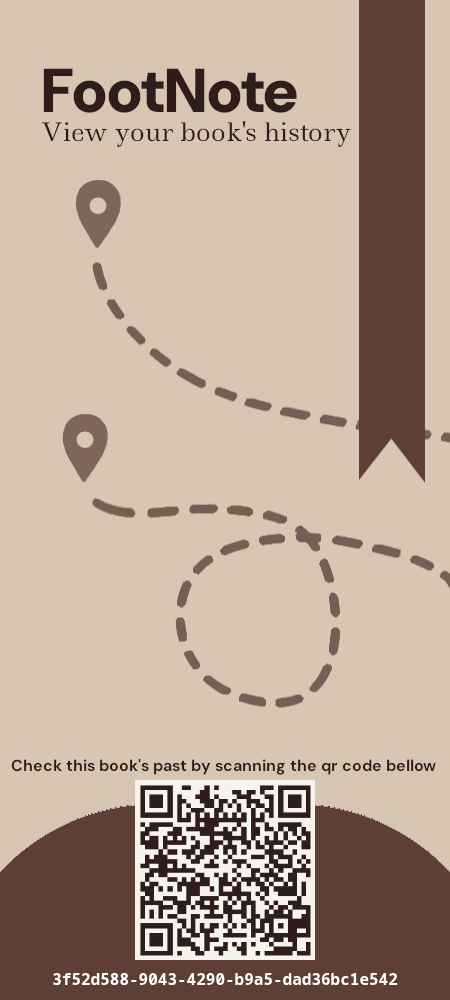 FootNote
View your book's history
Check this book's past by scanning the qr code bellow
3f52d588-9043-4290-b9a5-dad36bc1e542